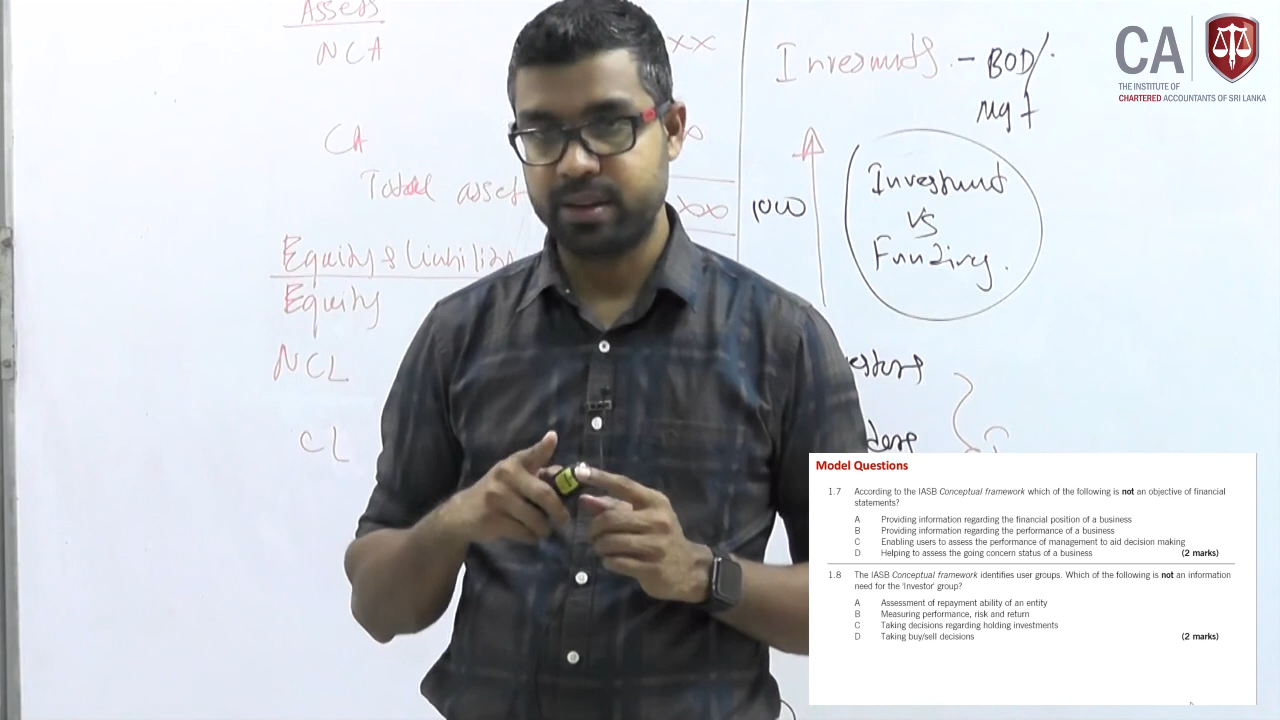 Assets
NCA
XX
CA
Total asset
XXX
Equity & Liability
Equity
NCL
CL
Invesments - BOD/
Mgt
1000
Investment
vs
Funding.
CA
THE INSTITUTE OF
CHARTERED ACCOUNTANTS OF SRI LANKA
Model Questions
1.7 According to the IASB Conceptual framework which of the following is not an objective of financial
statements?
A Providing information regarding the financial position of a business
B Providing information regarding the performance of a business
C Enabling users to assess the performance of management to aid decision making
D Helping to assess the going concern status of a business (2 marks)
1.8 The IASB Conceptual framework identifies user groups. Which of the following is not an information
need for the 'Investor' group?
A Assessment of repayment ability of an entity
B Measuring performance, risk and return
C Taking decisions regarding holding investments
D Taking buy/sell decisions (2 marks)